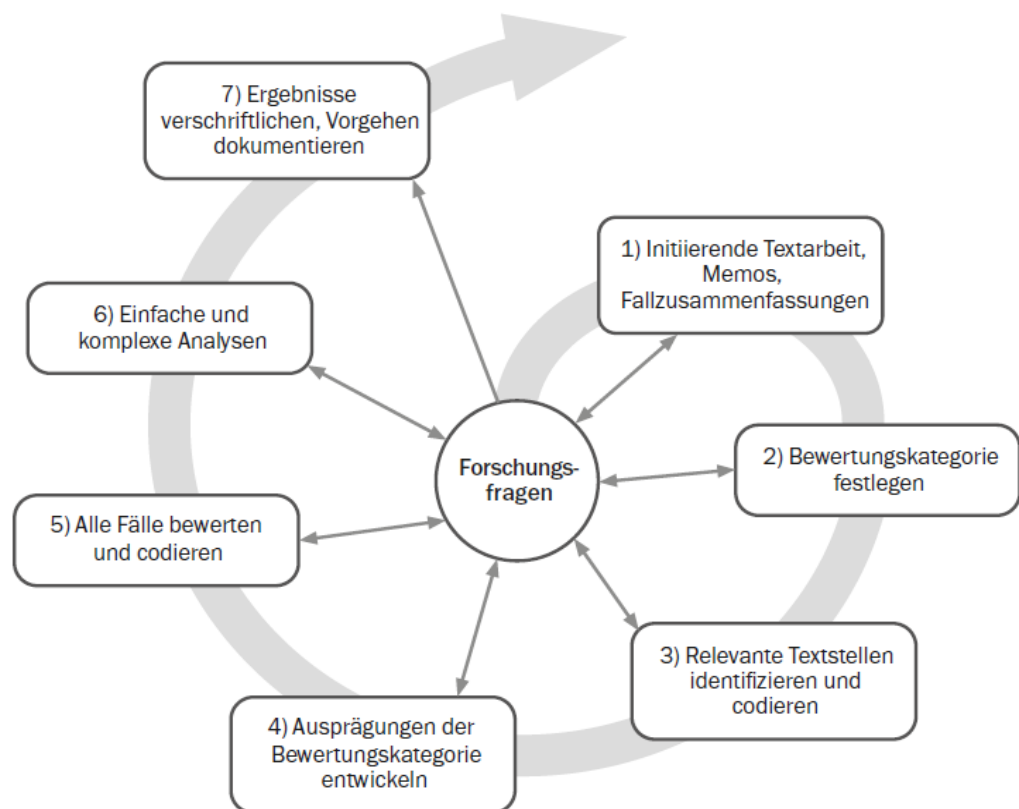 7) Ergebnisse
verschriftlichen, Vorgehen
dokumentieren
1) Initiierende Textarbeit,
Memos,
Fallzusammenfassungen
6) Einfache und
komplexe Analysen
Forschungs-
fragen
2) Bewertungskategorie
festlegen
5) Alle Fälle bewerten
und codieren
3) Relevante Textstellen
identifizieren und
codieren
4) Ausprägungen der
Bewertungskategorie
entwickeln